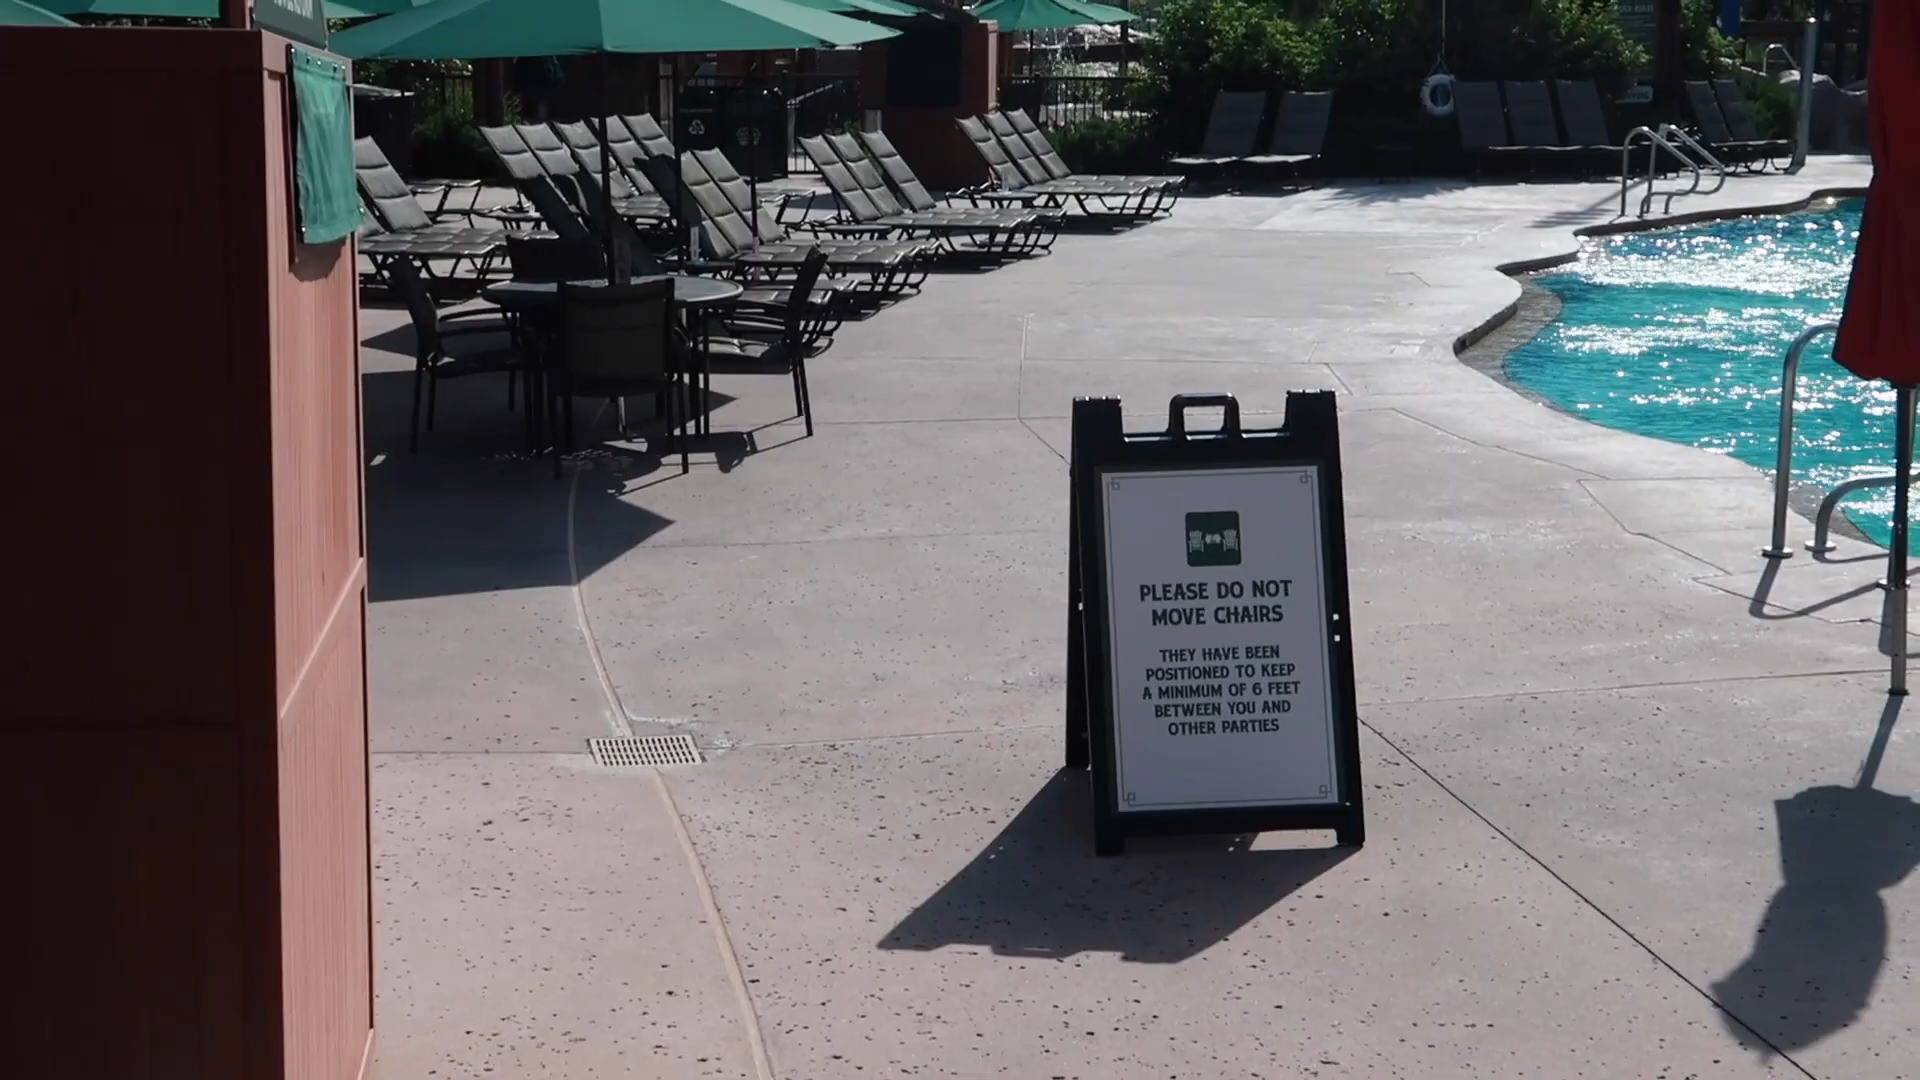 PLEASE DO NOT
MOVE CHAIRS
THEY HAVE BEEN
POSITIONED TO KEEP
A MINIMUM OF 6 FEET
BETWEEN YOU AND
OTHER PARTIES